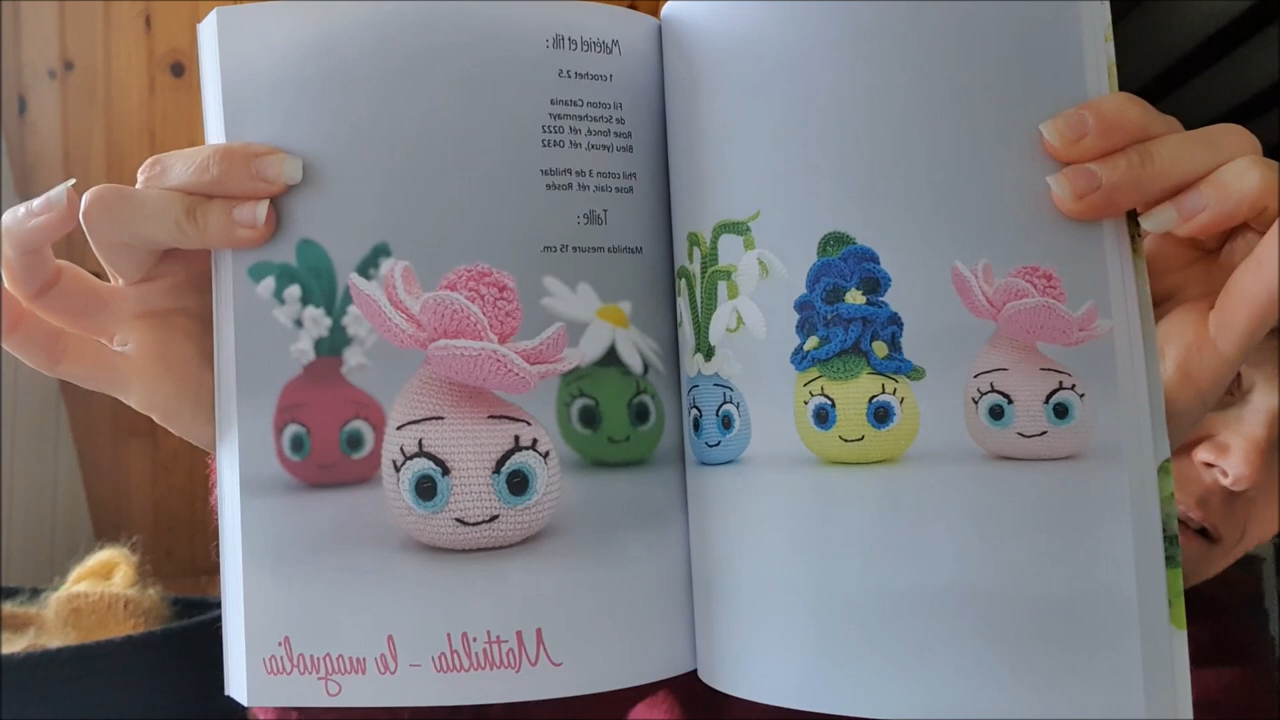 Matériel et fils :
1 crochet 2.5
Fil coton Catania
de Schachenmayr
Rose foncé, réf. 0222
Bleu (yeux), réf. 0432
Phil coton 3 de Phildar
Rose clair, réf. Rosée
Taille :
Mathilda mesure 15 cm.
Mathilda – le magnolia